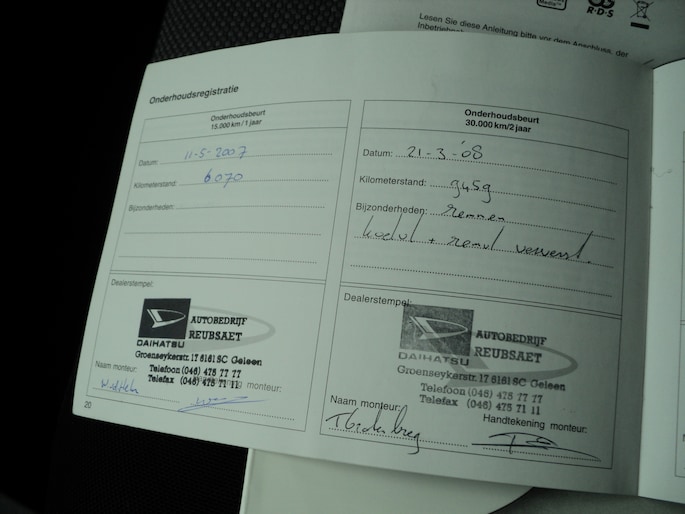 Lesen Sie diese Anleitung bitte vor dem Anschluss, der
R·D·S
Onderhoudsregistratie
Onderhoudsbeurt
15.000 km/1 jaar
Datum: 11-5-2007
Kilometerstand: 6070
Bijzonderheden:
Dealerstempel:
DAIHATSU
AUTOBEDRIJF
REUBSAET
Groenseykerstr. 17 6161 SC Geleen
Telefoon (046) 475 77 77
Telefax (046) 475 71 11
Naam monteur:
monteur:
20
Onderhoudsbeurt
30.000 km/2 jaar
Datum: 21-3-'08
Kilometerstand: 9459
Bijzonderheden: Remmen
koelvl + remvl ververst.
Dealerstempel:
DAIHATSU
AUTOBEDRIJF
REUBSAET
Groenseykerstr. 17 6161 SC Geleen
Telefoon (046) 475 77 77
Telefax (046) 475 71 11
Naam monteur:
Handtekening monteur: